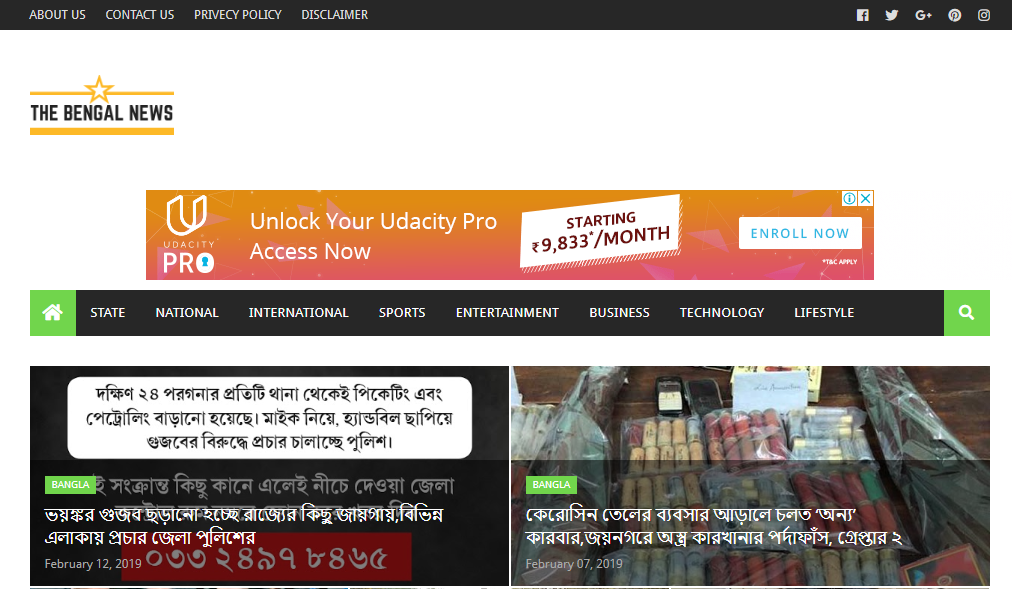 ABOUT US CONTACT US PRIVECY POLICY DISCLAIMER
THE BENGAL NEWS
UDACITY
PRO
Unlock Your Udacity Pro
Access Now
STARTING
₹9,833*/MONTH
ENROLL NOW
*T&C APPLY
STATE NATIONAL INTERNATIONAL SPORTS ENTERTAINMENT BUSINESS TECHNOLOGY LIFESTYLE
দক্ষিণ ২৪ পরগনার প্রতিটি থানা থেকেই পিকেটিং এবং
পেট্রোলিং বাড়ানো হয়েছে। মাইক নিয়ে, হ্যান্ডবিল ছাপিয়ে
গুজবের বিরুদ্ধে প্রচার চালাচ্ছে পুলিশ।
সংক্রান্ত কিছু কানে এলেই নীচে দেওয়া জেলা
BANGLA
ভয়ঙ্কর গুজব ছড়ানো হচ্ছে রাজ্যের কিছু জায়গায়,বিভিন্ন
এলাকায় প্রচার জেলা পুলিশের
০৩৩ ২৪৯৭ ৮৪৬৫
February 12, 2019
BANGLA
কেরোসিন তেলের ব্যবসার আড়ালে চলত ‘অন্য’
কারবার,জয়নগরে অস্ত্র কারখানার পর্দাফাঁস, গ্রেপ্তার ২
February 07, 2019